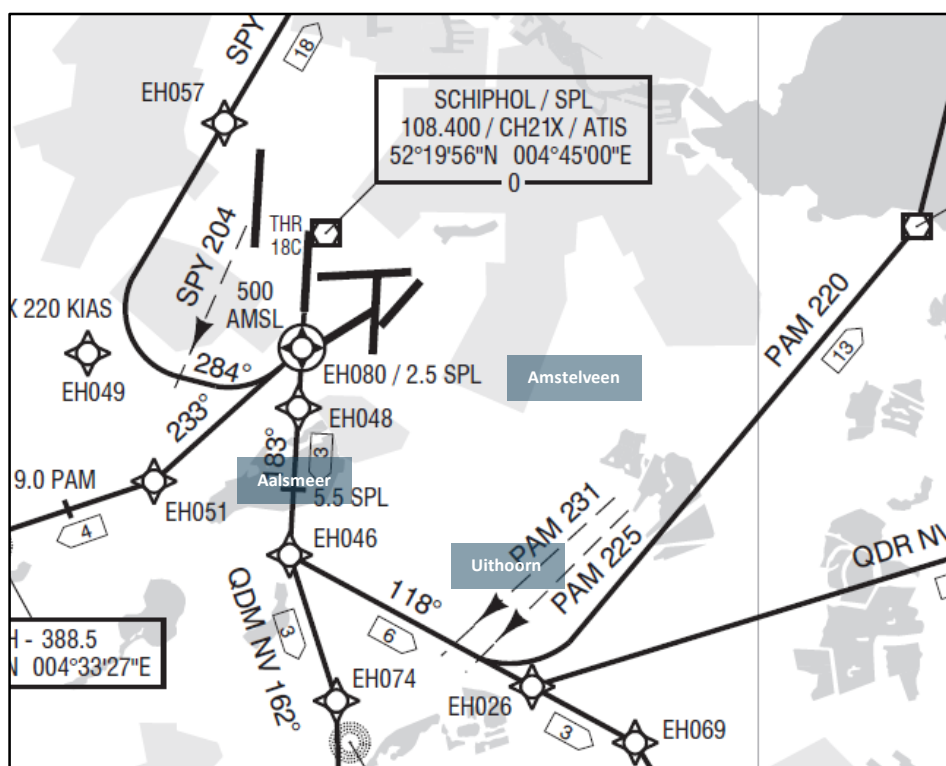 SPY
18
EH057
SCHIPHOL / SPL
108.400 / CH21X / ATIS
52°19'56"N 004°45'00"E
0
THR
18C
SPY 204
500
AMSL
X 220 KIAS
EH049
284°
EH080 / 2.5 SPL
Amstelveen
PAM 220
13
233°
EH048
183°
3
9.0 PAM
Aalsmeer
5.5 SPL
EH051
4
EH046
PAM 231
PAM 225
Uithoorn
QDR NV
118°
6
QDM NV 162°
3
H - 388.5
N 004°33'27"E
EH074
EH026
3
EH069